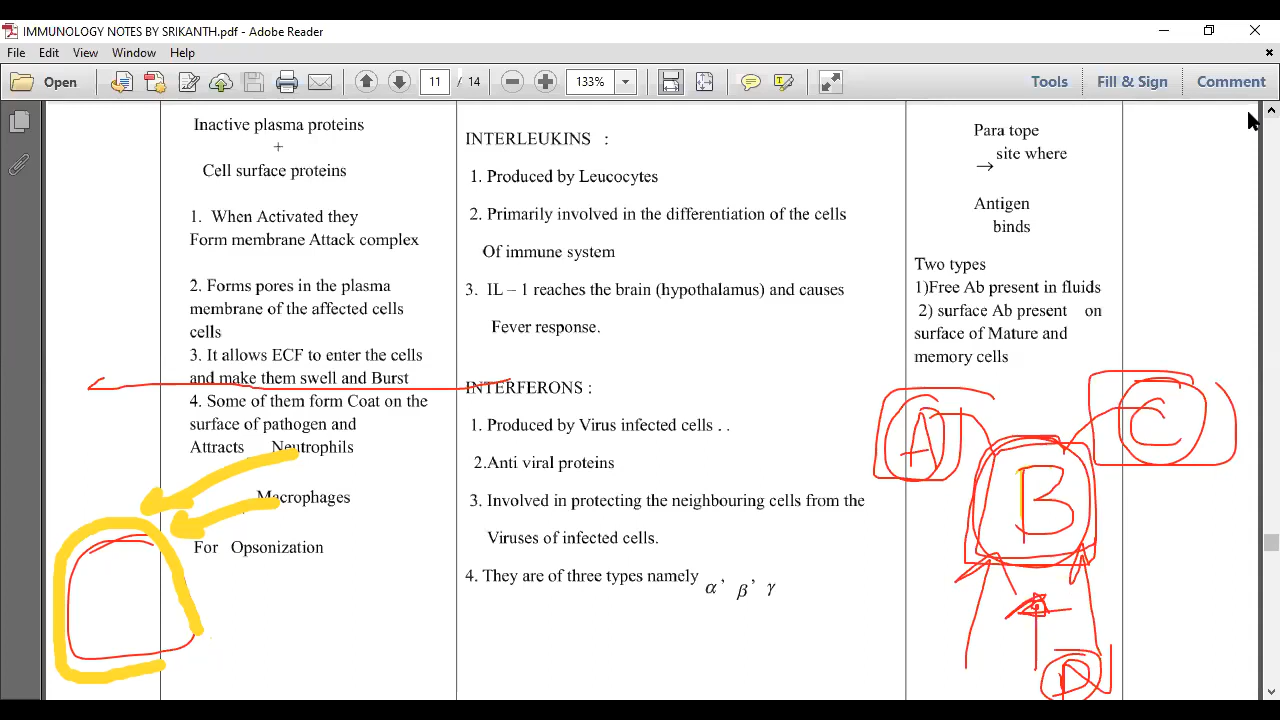 IMMUNOLOGY NOTES BY SRIKANTH.pdf - Adobe Reader
File Edit View Window Help
Open 11 / 14 133% Tools Fill & Sign Comment
Inactive plasma proteins
+
Cell surface proteins
1. When Activated they
Form membrane Attack complex
2. Forms pores in the plasma
membrane of the affected cells
cells
3. It allows ECF to enter the cells
and make them swell and Burst
4. Some of them form Coat on the
surface of pathogen and
Attracts Neutrophils
Macrophages
For Opsonization
INTERLEUKINS :
1. Produced by Leucocytes
2. Primarily involved in the differentiation of the cells
Of immune system
3. IL – 1 reaches the brain (hypothalamus) and causes
Fever response.
INTERFERONS :
1. Produced by Virus infected cells . .
2.Anti viral proteins
3. Involved in protecting the neighbouring cells from the
Viruses of infected cells.
4. They are of three types namely α, β, γ
Para tope
→ site where
Antigen
binds
Two types
1)Free Ab present in fluids
2) surface Ab present on
surface of Mature and
memory cells
A
B
C
D